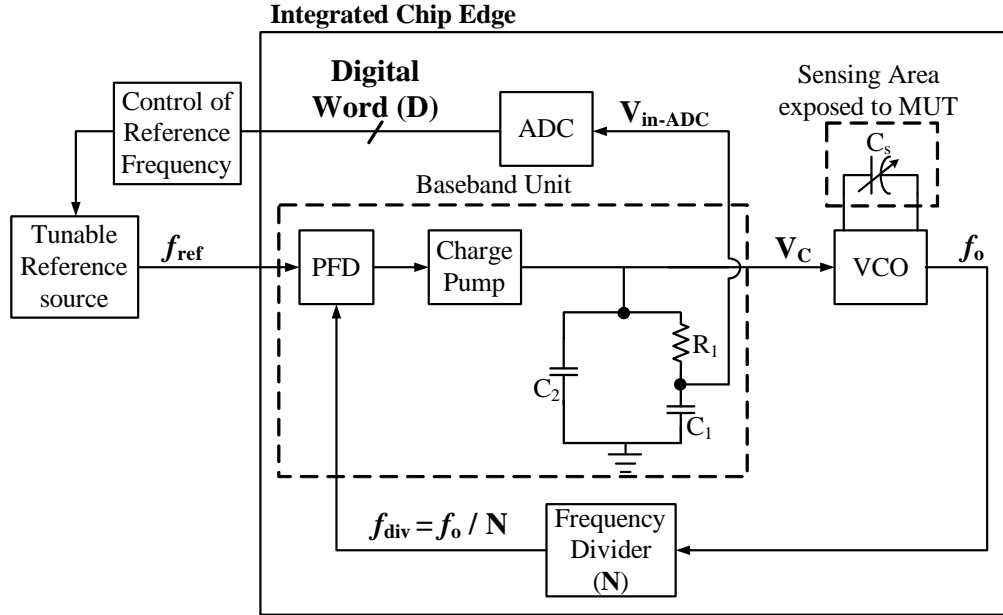 Integrated Chip Edge
Digital
Word (D)
Sensing Area
exposed to MUT
Control of
Reference
Frequency
ADC
V_in-ADC
C_s
Baseband Unit
Tunable
Reference
source
f_ref
PFD
Charge
Pump
V_C
VCO
f_o
R_1
C_2
C_1
f_div = f_o / N
Frequency
Divider
(N)